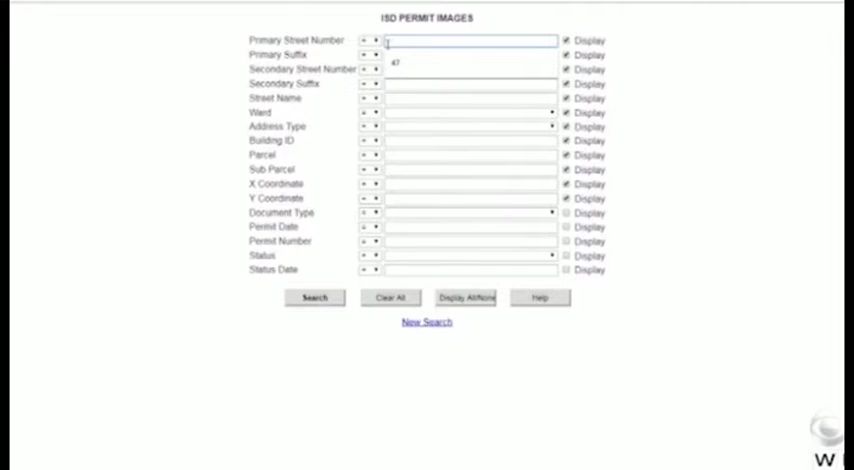 ISD PERMIT IMAGES
Primary Street Number = Display
Primary Suffix = Display
47
Secondary Street Number = Display
Secondary Suffix = Display
Street Name = Display
Ward = Display
Address Type = Display
Building ID = Display
Parcel = Display
Sub Parcel = Display
X Coordinate = Display
Y Coordinate = Display
Document Type = Display
Permit Date = Display
Permit Number = Display
Status = Display
Status Date = Display
Search Clear All Display All/None Help
New Search
W